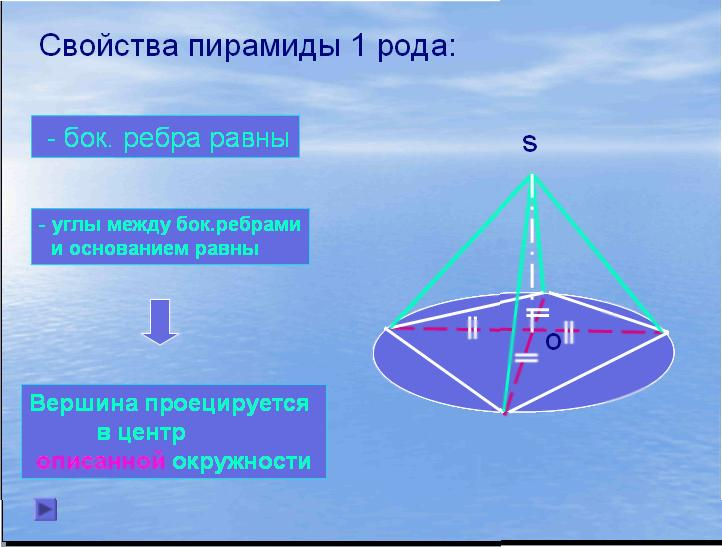 Свойства пирамиды 1 рода:
- бок. ребра равны
S
- углы между бок.ребрами
и основанием равны
O
Вершина проецируется
в центр
описанной окружности